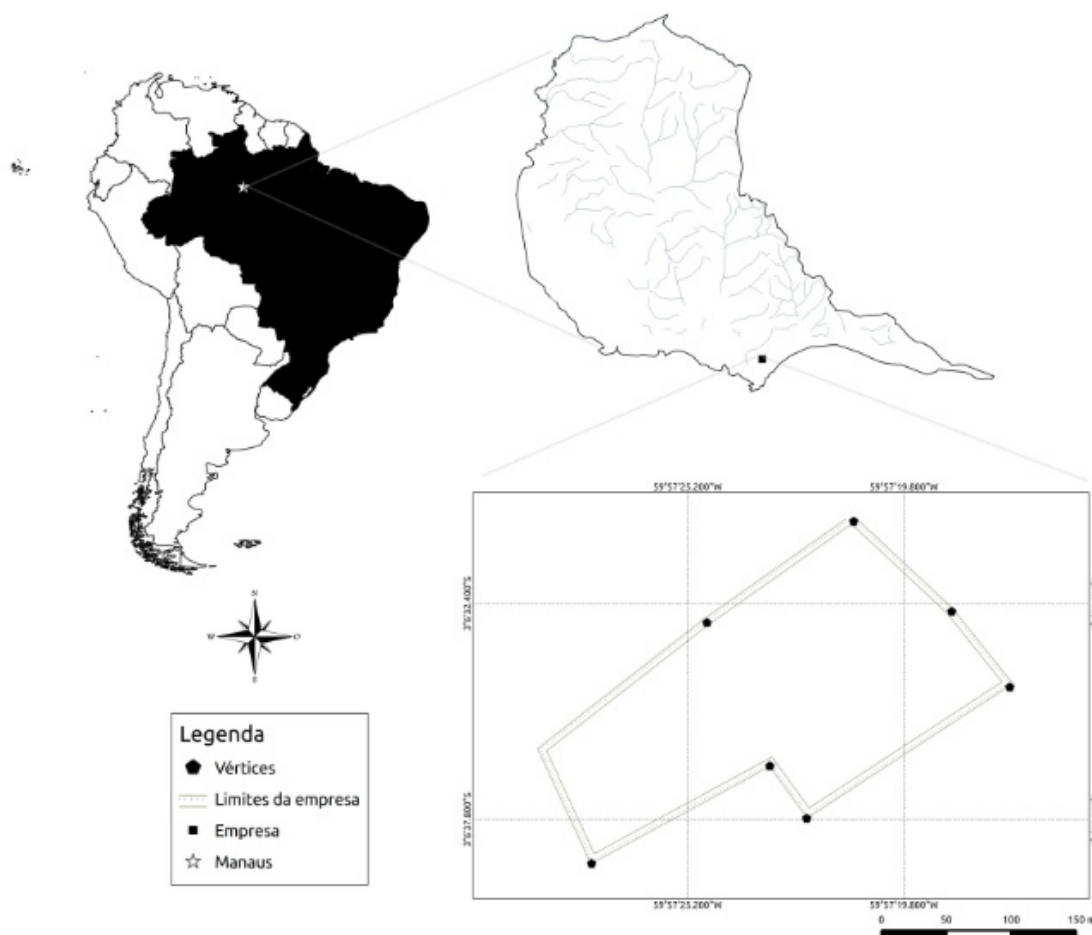 59°57'25.200"W 59°57'19.800"W
3°6'32.400"S
3°6'37.800"S
59°57'25.200"W 59°57'19.800"W
0 50 100 150 m
N
W O
S
Legenda
Vértices
Limites da empresa
Empresa
Manaus